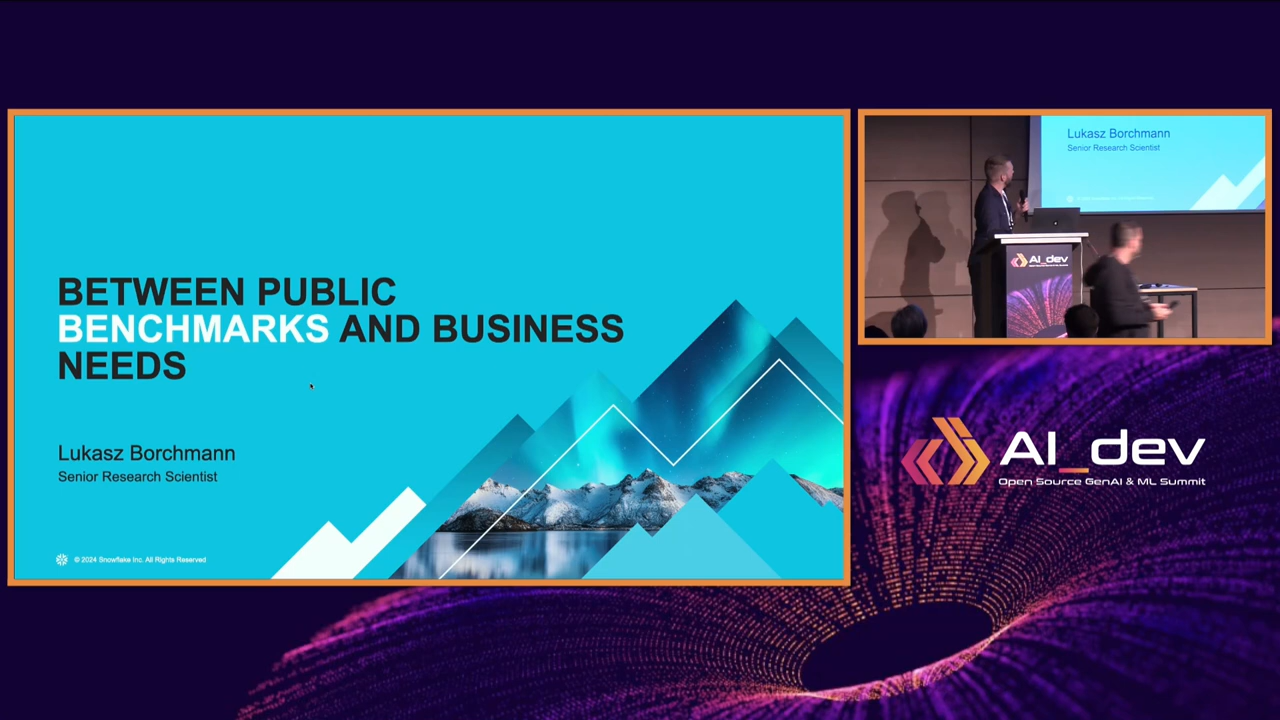 BETWEEN PUBLIC
BENCHMARKS AND BUSINESS
NEEDS
Lukasz Borchmann
Senior Research Scientist
© 2024 Snowflake Inc. All Rights Reserved
Lukasz Borchmann
Senior Research Scientist
AI_dev
AI_dev
Open Source GenAI & ML Summit